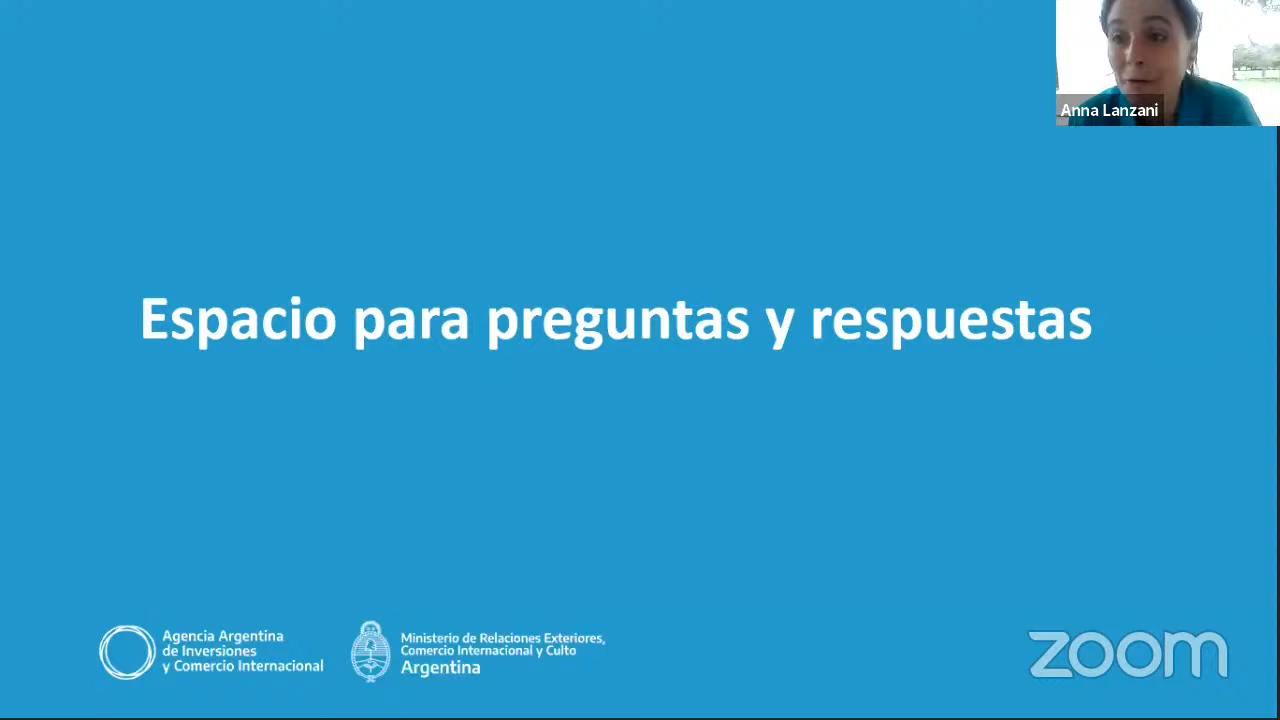 Anna Lanzani
Espacio para preguntas y respuestas
Agencia Argentina
de Inversiones
y Comercio Internacional
Ministerio de Relaciones Exteriores,
Comercio Internacional y Culto
Argentina
zoom